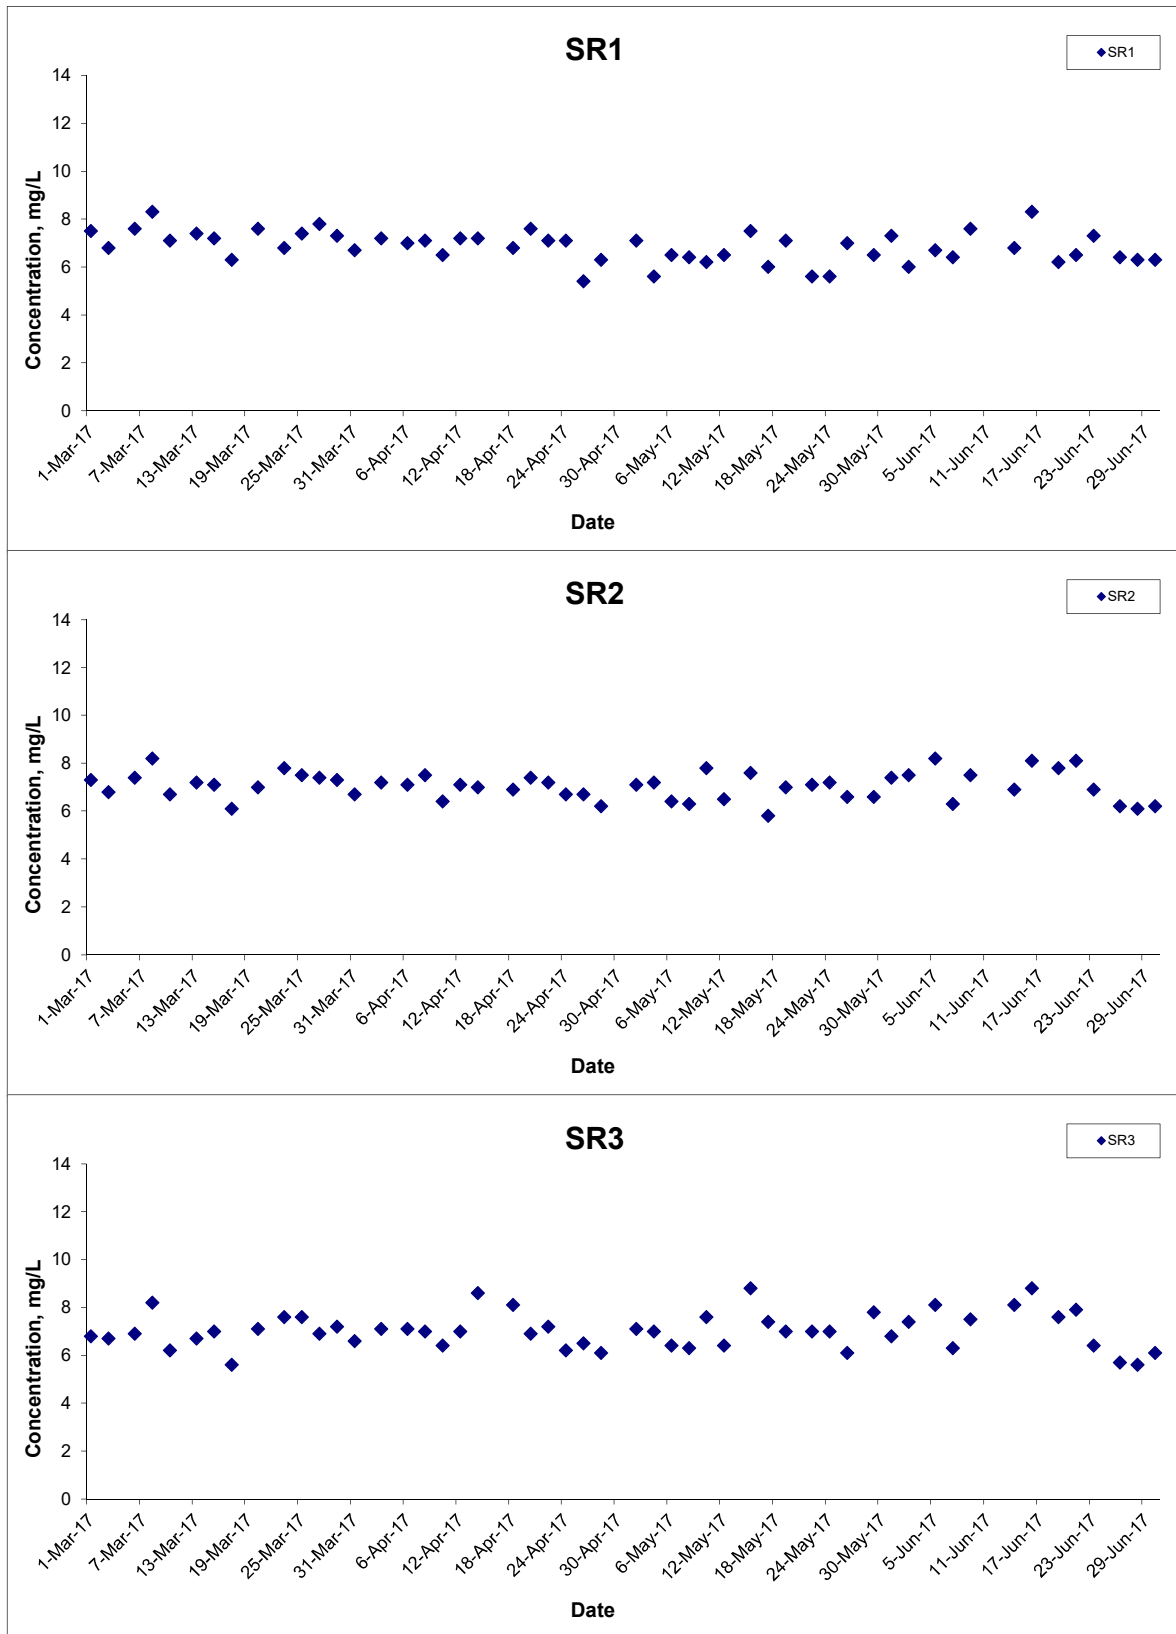 SR1
SR1
14
12
10
8
6
4
2
0
Concentration, mg/L
1-Mar-17
7-Mar-17
13-Mar-17
19-Mar-17
25-Mar-17
31-Mar-17
6-Apr-17
12-Apr-17
18-Apr-17
24-Apr-17
30-Apr-17
6-May-17
12-May-17
18-May-17
24-May-17
30-May-17
5-Jun-17
11-Jun-17
17-Jun-17
23-Jun-17
29-Jun-17
Date
SR2
SR2
14
12
10
8
6
4
2
0
Concentration, mg/L
1-Mar-17
7-Mar-17
13-Mar-17
19-Mar-17
25-Mar-17
31-Mar-17
6-Apr-17
12-Apr-17
18-Apr-17
24-Apr-17
30-Apr-17
6-May-17
12-May-17
18-May-17
24-May-17
30-May-17
5-Jun-17
11-Jun-17
17-Jun-17
23-Jun-17
29-Jun-17
Date
SR3
SR3
14
12
10
8
6
4
2
0
Concentration, mg/L
1-Mar-17
7-Mar-17
13-Mar-17
19-Mar-17
25-Mar-17
31-Mar-17
6-Apr-17
12-Apr-17
18-Apr-17
24-Apr-17
30-Apr-17
6-May-17
12-May-17
18-May-17
24-May-17
30-May-17
5-Jun-17
11-Jun-17
17-Jun-17
23-Jun-17
29-Jun-17
Date